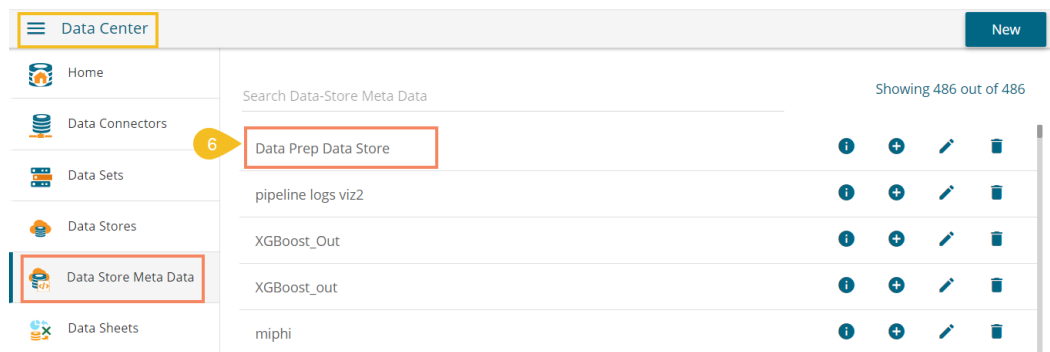 Data Center
New
Home
Data Connectors
Data Sets
Data Stores
Data Store Meta Data
Data Sheets
Search Data-Store Meta Data
Showing 486 out of 486
6
Data Prep Data Store
pipeline logs viz2
XGBoost_Out
XGBoost_out
miphi